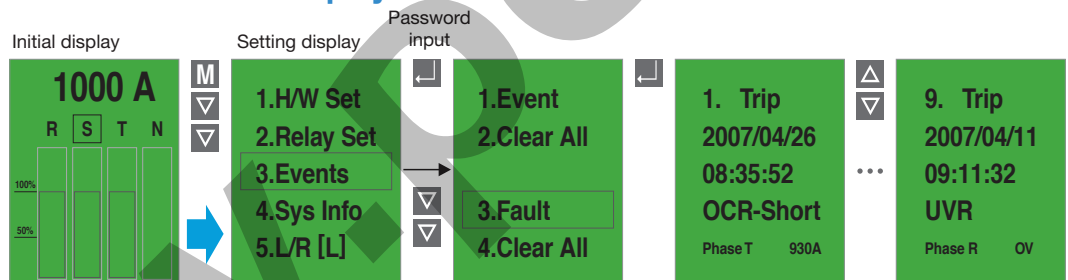 Password
input
Initial display
Setting display
1000 A
R S T N
100%
50%
M
1.H/W Set
2.Relay Set
3.Events
4.Sys Info
5.L/R [L]
1.Event
2.Clear All
3.Fault
4.Clear All
1. Trip
2007/04/26
08:35:52
OCR-Short
Phase T 930A
...
9. Trip
2007/04/11
09:11:32
UVR
Phase R OV